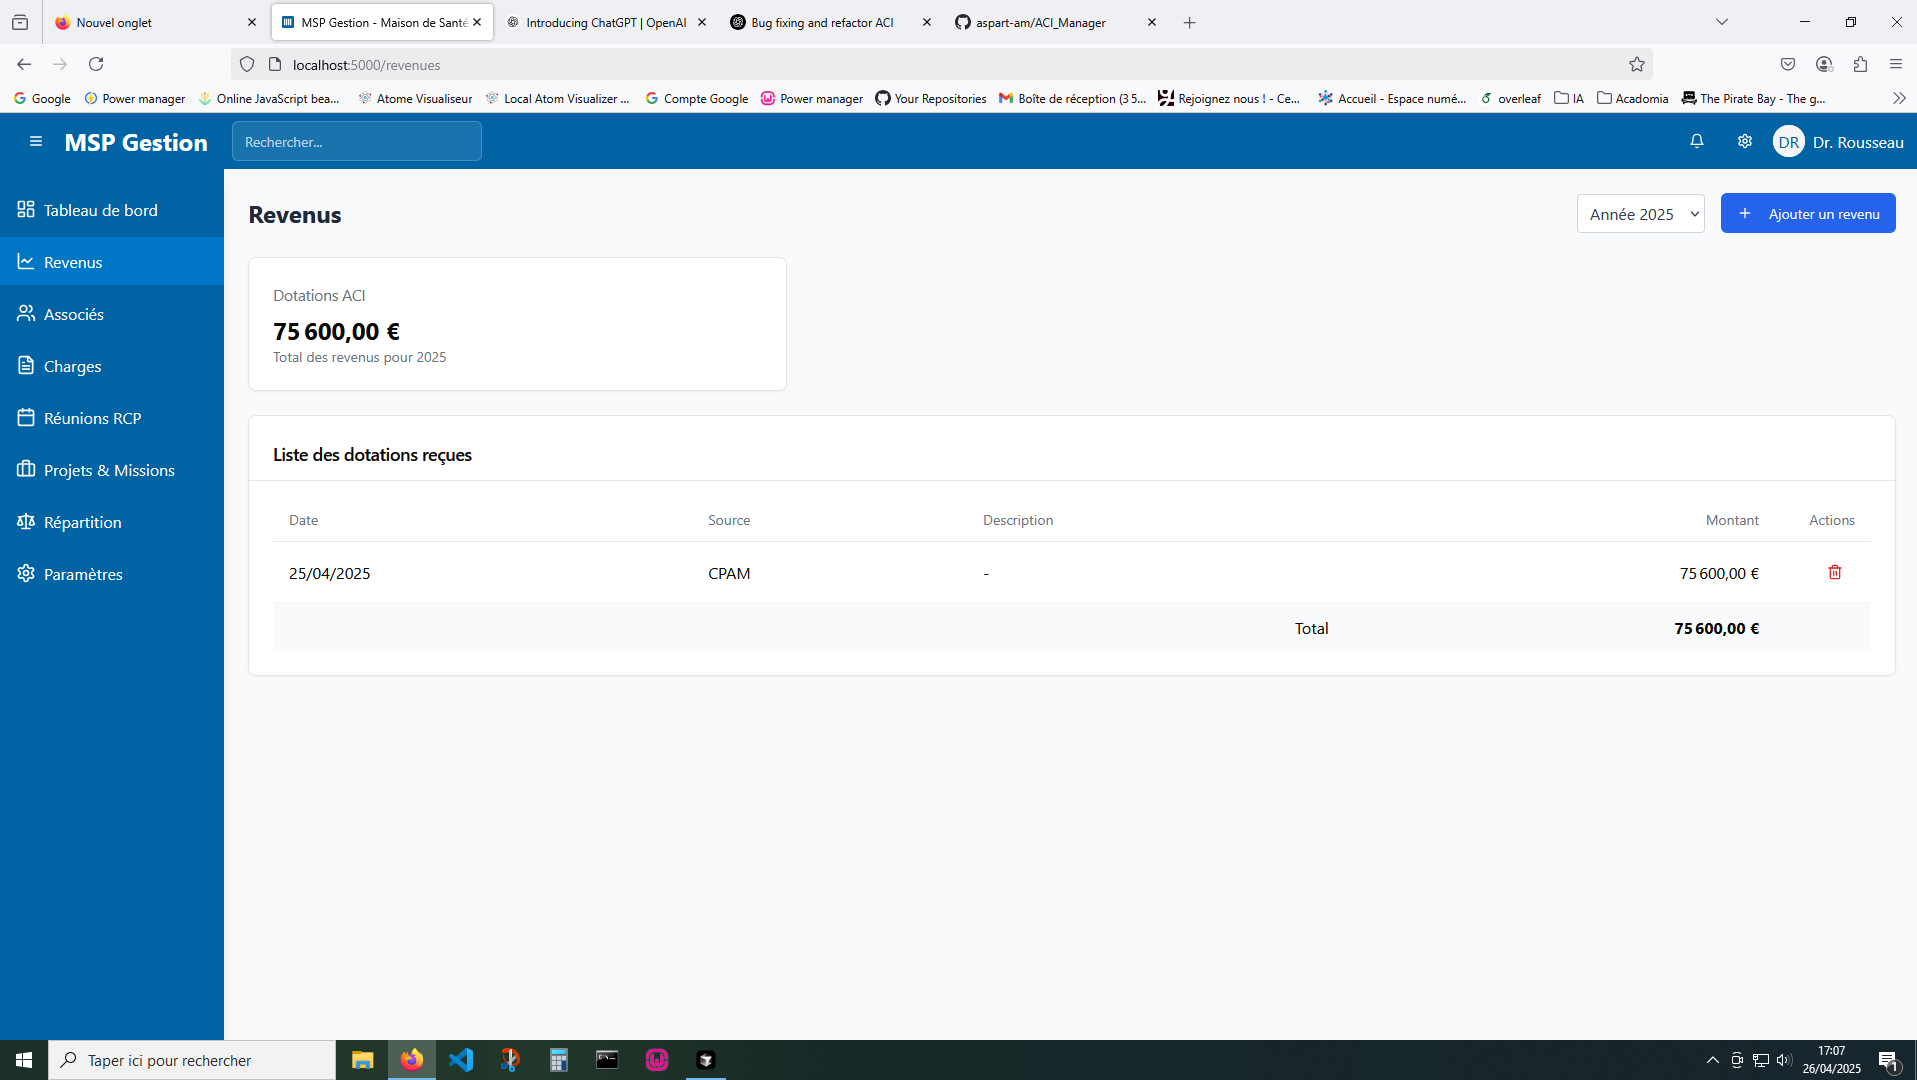 Nouvel onglet
MSP Gestion - Maison de Santé
Introducing ChatGPT | OpenAI
Bug fixing and refactor ACI
aspart-am/ACI_Manager
localhost:5000/revenues
Google
Power manager
Online JavaScript bea...
Atome Visualiseur
Local Atom Visualizer ...
Compte Google
Power manager
Your Repositories
Boîte de réception (3 5...
Rejoignez nous ! - Ce...
Accueil - Espace numé...
overleaf
IA
Acadomia
The Pirate Bay - The g...
MSP Gestion
Rechercher...
DR
Dr. Rousseau
Tableau de bord
Revenus
Associés
Charges
Réunions RCP
Projets & Missions
Répartition
Paramètres
Revenus
Année 2025
Ajouter un revenu
Dotations ACI
75 600,00 €
Total des revenus pour 2025
Liste des dotations reçues
Date Source Description Montant Actions
25/04/2025 CPAM - 75 600,00 €
Total 75 600,00 €
Taper ici pour rechercher
17:07
26/04/2025
1